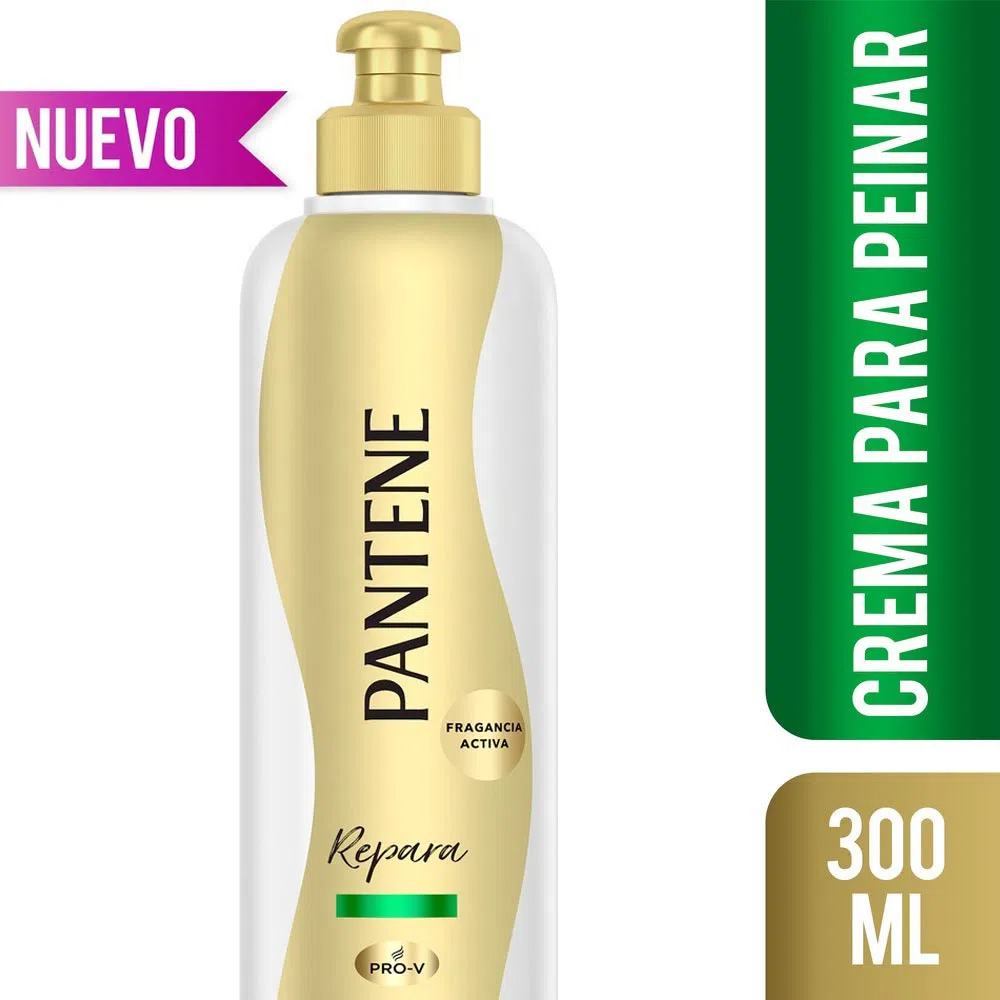 NUEVO
PANTENE
FRAGANCIA
ACTIVA
Repara
PRO-V
CREMA PARA PEINAR
300
ML